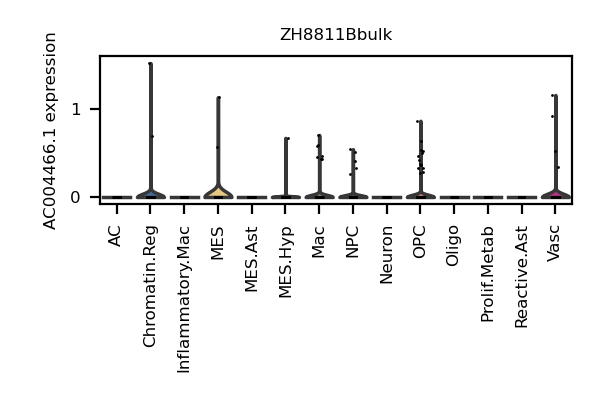 ZH8811Bbulk
AC004466.1 expression
1
0
AC
Chromatin.Reg
Inflammatory.Mac
MES
MES.Ast
MES.Hyp
Mac
NPC
Neuron
OPC
Oligo
Prolif.Metab
Reactive.Ast
Vasc